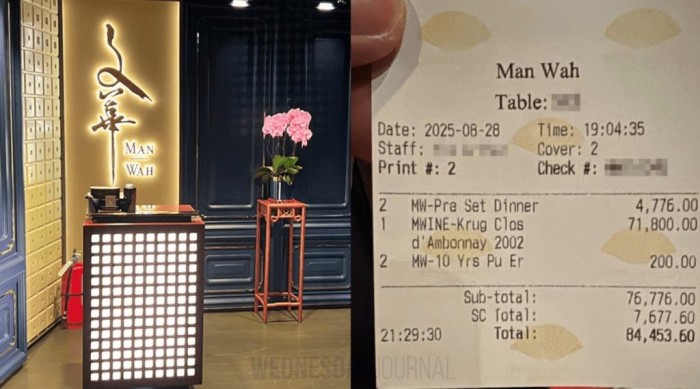 文華
MAN
WAH
Man Wah
Table:
Date: 2025-08-28 Time: 19:04:35
Staff: Cover: 2
Print #: 2 Check #:
2 MW-Pre Set Dinner 4,776.00
1 MWINE-Krug Clos 71,800.00
d'Ambonnay 2002
2 MW-10 Yrs Pu Er 200.00
Sub-total: 76,776.00
SC Total: 7,677.60
21:29:30 Total: 84,453.60
WEDNESDAY JOURNAL